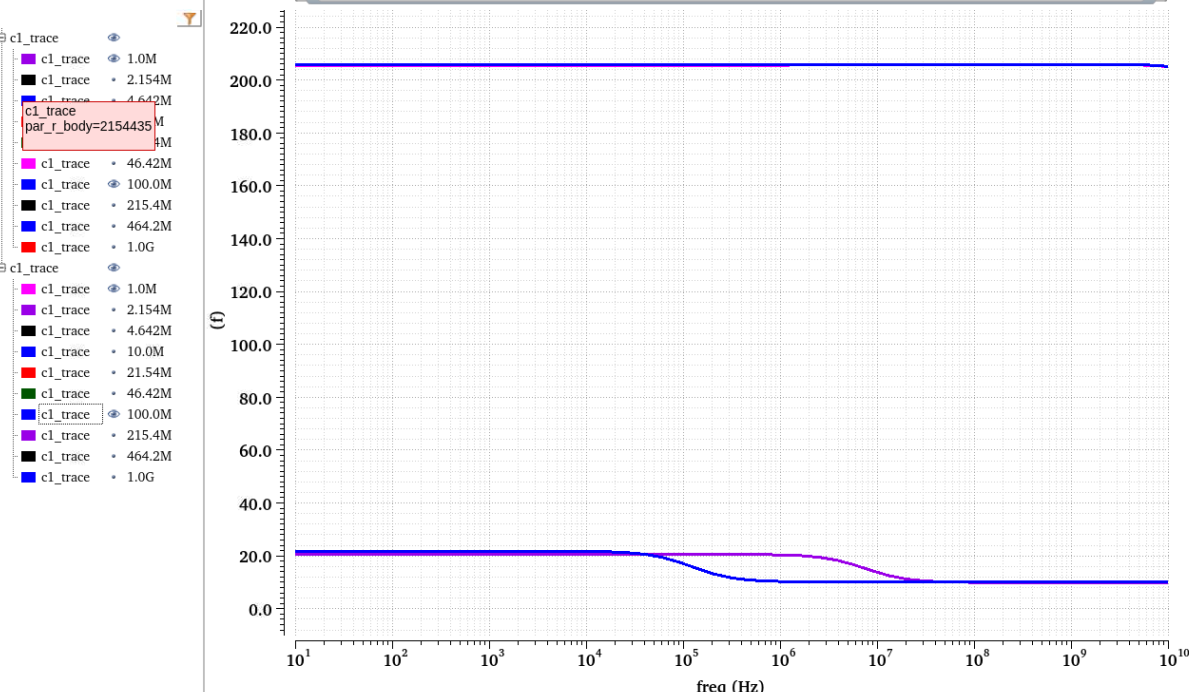 c1_trace
c1_trace 1.0M
c1_trace 2.154M
c1_trace 4.642M
c1_trace
par_r_body=2154435
M
4M
c1_trace 46.42M
c1_trace 100.0M
c1_trace 215.4M
c1_trace 464.2M
c1_trace 1.0G
c1_trace
c1_trace 1.0M
c1_trace 2.154M
c1_trace 4.642M
c1_trace 10.0M
c1_trace 21.54M
c1_trace 46.42M
c1_trace 100.0M
c1_trace 215.4M
c1_trace 464.2M
c1_trace 1.0G
220.0
200.0
180.0
160.0
140.0
120.0
100.0
80.0
60.0
40.0
20.0
0.0
(f)
10^1 10^2 10^3 10^4 10^5 10^6 10^7 10^8 10^9 10^10
freq (Hz)